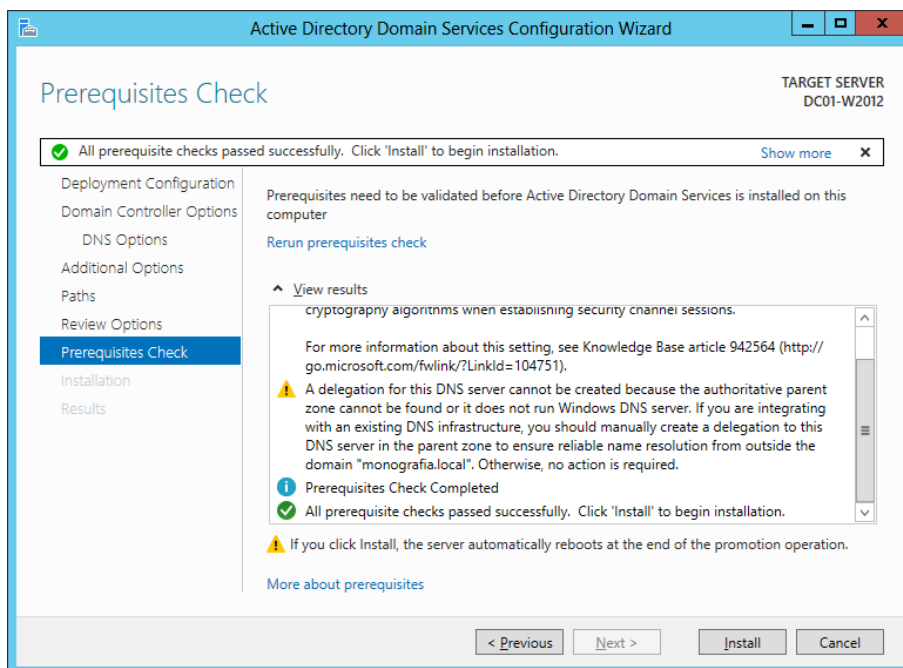 Active Directory Domain Services Configuration Wizard
Prerequisites Check
TARGET SERVER
DC01-W2012
All prerequisite checks passed successfully.  Click 'Install' to begin installation.
Show more
Deployment Configuration
Domain Controller Options
DNS Options
Additional Options
Paths
Review Options
Prerequisites Check
Installation
Results
Prerequisites need to be validated before Active Directory Domain Services is installed on this
computer
Rerun prerequisites check
View results
cryptography algorithms when establishing security channel sessions.
For more information about this setting, see Knowledge Base article 942564 (http://
go.microsoft.com/fwlink/?LinkId=104751).
A delegation for this DNS server cannot be created because the authoritative parent
zone cannot be found or it does not run Windows DNS server. If you are integrating
with an existing DNS infrastructure, you should manually create a delegation to this
DNS server in the parent zone to ensure reliable name resolution from outside the
domain "monografia.local". Otherwise, no action is required.
Prerequisites Check Completed
All prerequisite checks passed successfully.  Click 'Install' to begin installation.
If you click Install, the server automatically reboots at the end of the promotion operation.
More about prerequisites
< Previous
Next >
Install
Cancel